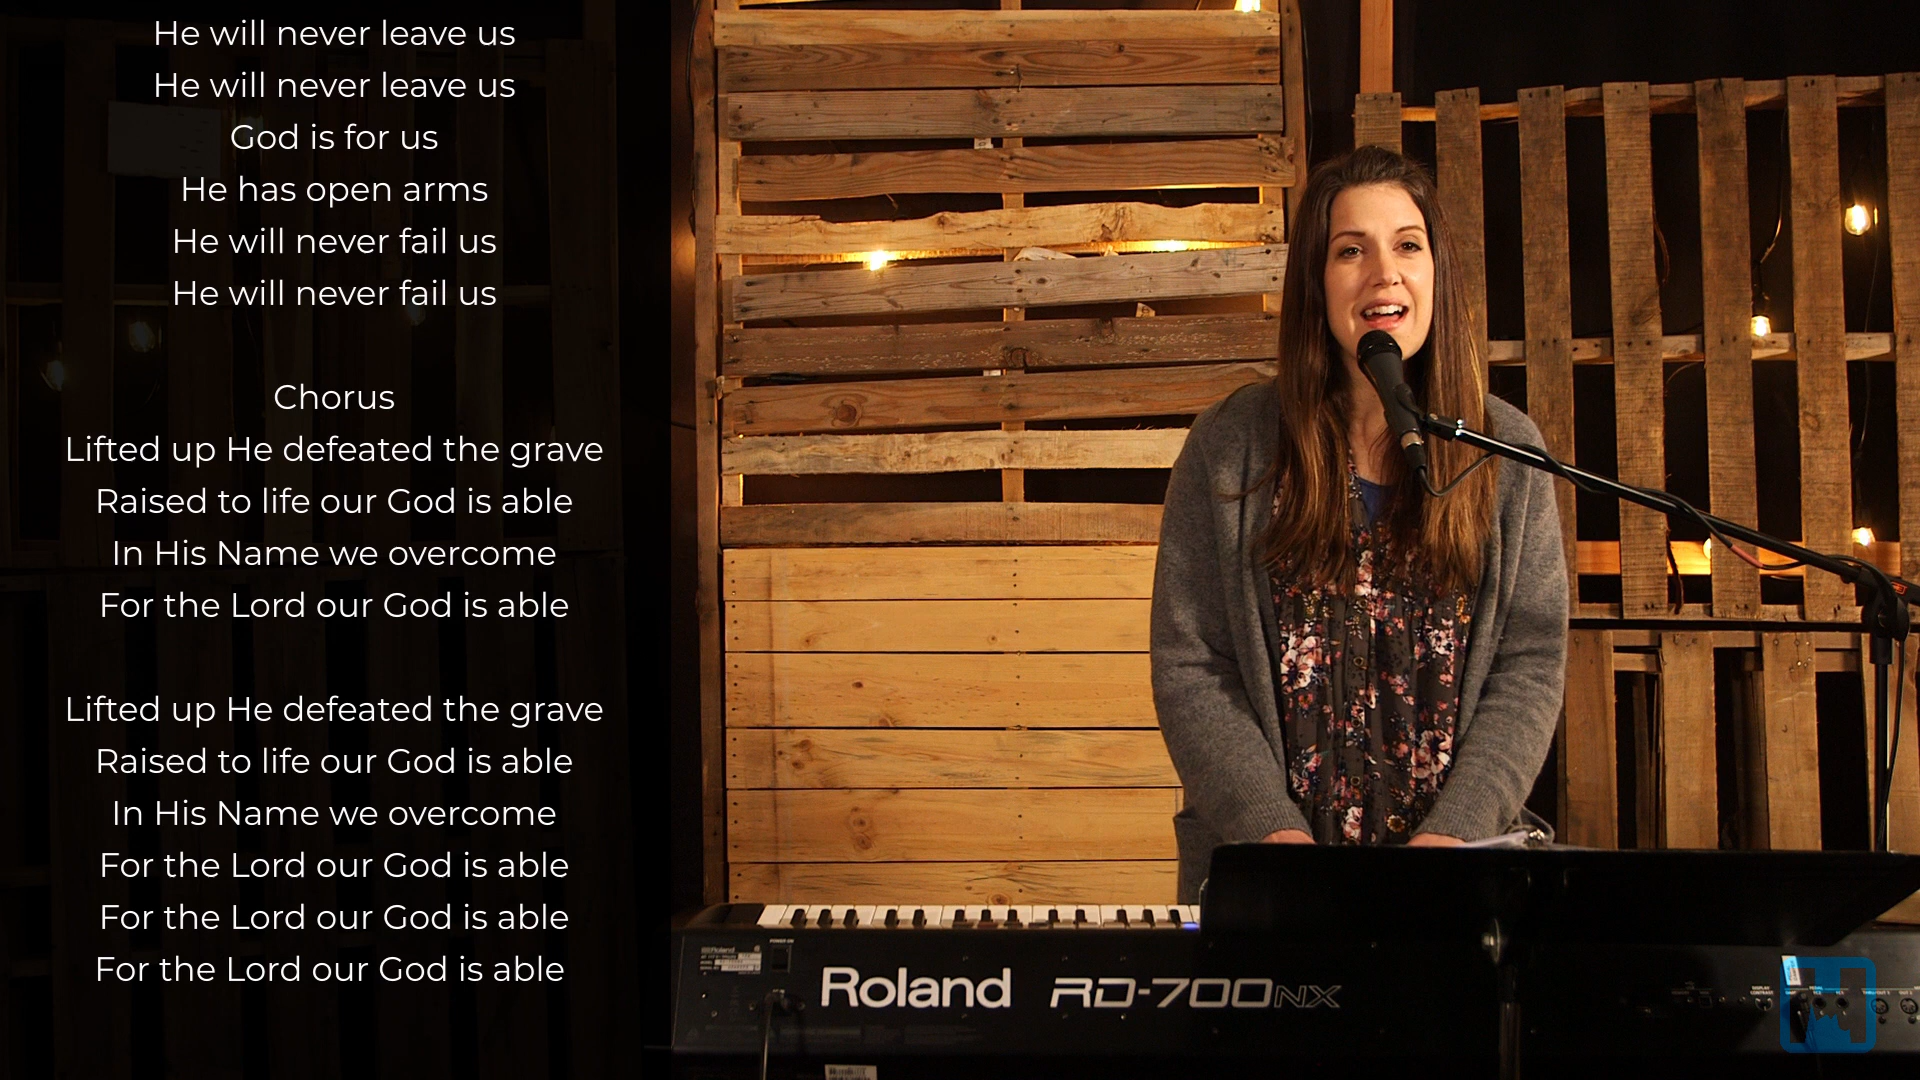 He will never leave us
He will never leave us
God is for us
He has open arms
He will never fail us
He will never fail us
Chorus
Lifted up He defeated the grave
Raised to life our God is able
In His Name we overcome
For the Lord our God is able
Lifted up He defeated the grave
Raised to life our God is able
In His Name we overcome
For the Lord our God is able
For the Lord our God is able
For the Lord our God is able
Roland
POWER ON
Roland RD-700NX